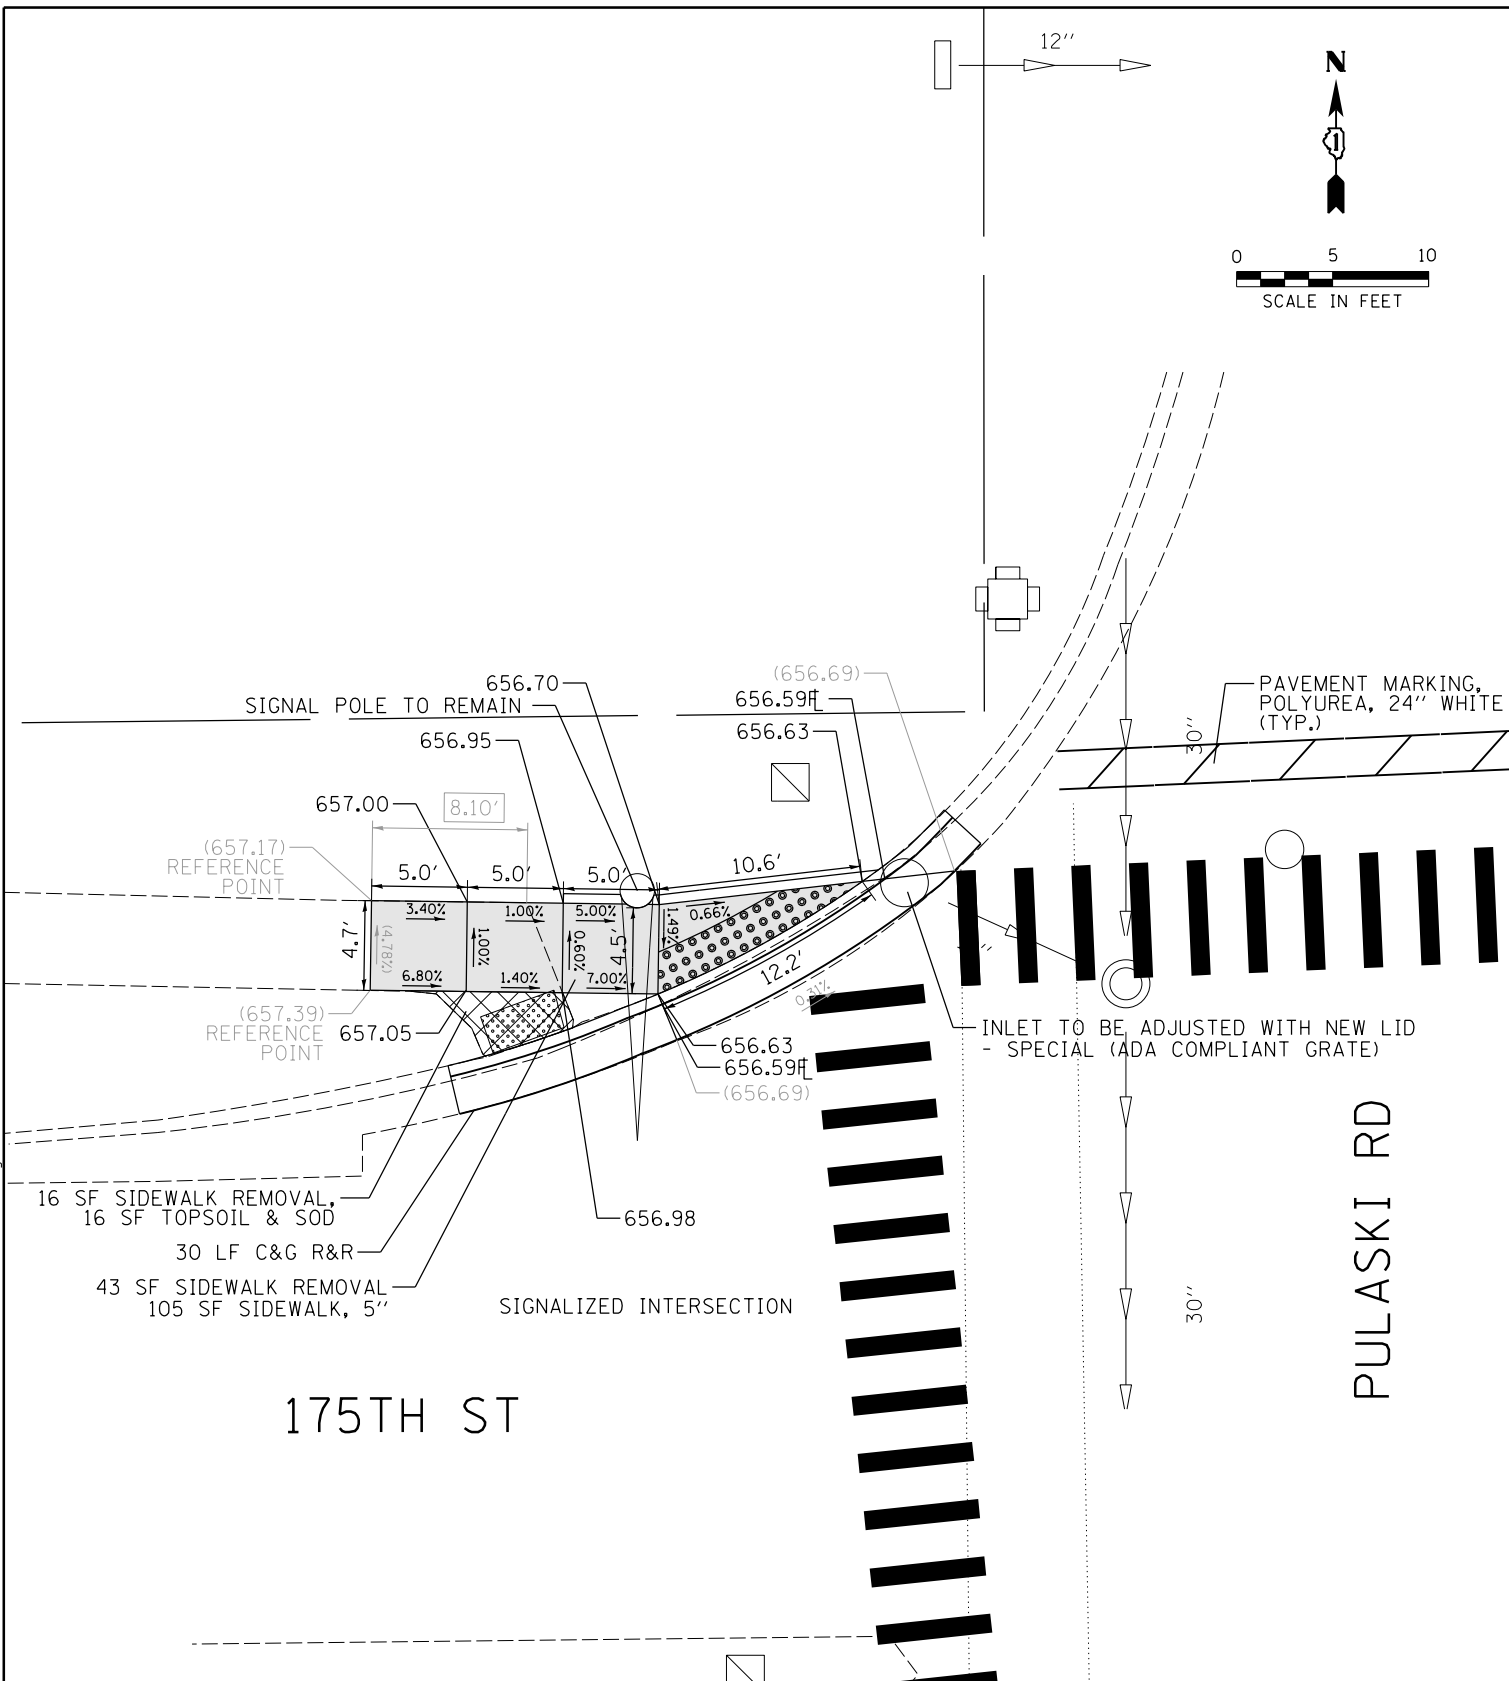 12''
N
1
0 5 10
SCALE IN FEET
656.70
SIGNAL POLE TO REMAIN
656.95
657.00
8.10'
(657.17)
REFERENCE
POINT
(656.69)
656.59FL
656.63
PAVEMENT MARKING,
POLYUREA, 24'' WHITE
(TYP.)
30''
5.0' 5.0' 5.0' 10.6'
3.40% 1.00% 5.00% 1.49% 0.66%
4.7' (4.78%) 1.00% 0.60% 4.5'
6.80% 1.40% 7.00%
12.2'
0.31%
(657.39)
REFERENCE
POINT
657.05
656.63
656.59FL
(656.69)
INLET TO BE ADJUSTED WITH NEW LID
- SPECIAL (ADA COMPLIANT GRATE)
16 SF SIDEWALK REMOVAL,
16 SF TOPSOIL & SOD
656.98
30 LF C&G R&R
43 SF SIDEWALK REMOVAL
105 SF SIDEWALK, 5''
SIGNALIZED INTERSECTION
30''
PULASKI RD
175TH ST